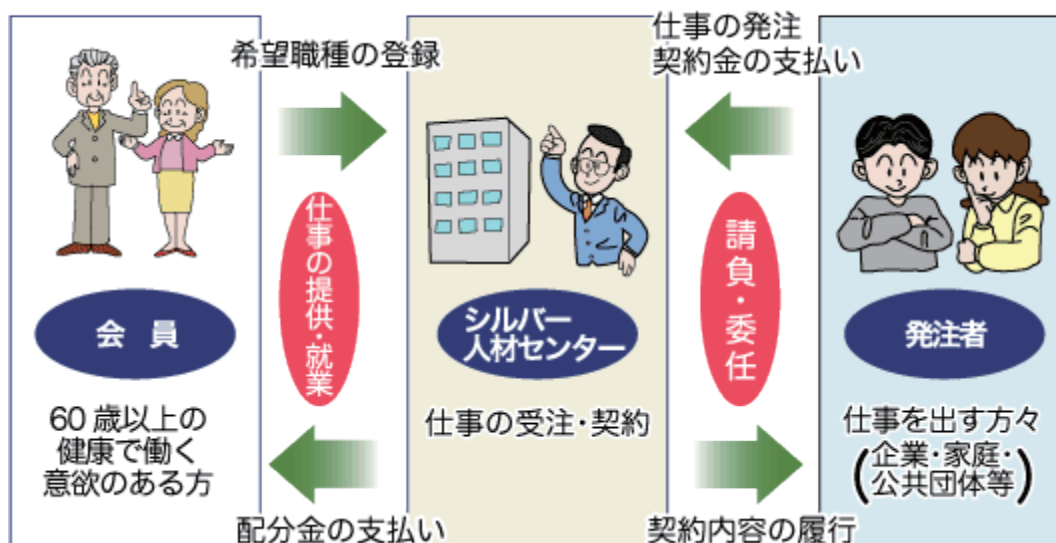 希望職種の登録
仕事の発注
契約金の支払い
仕事の提供・就業
請負・委任
会員
シルバー
人材センター
発注者
60歳以上の
健康で働く
意欲のある方
仕事の受注・契約
仕事を出す方々
(企業・家庭・
公共団体等)
配分金の支払い
契約内容の履行